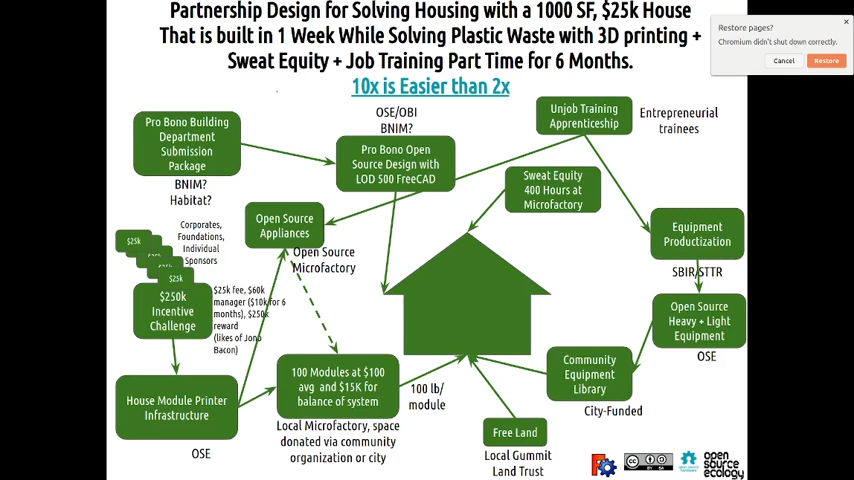 Partnership Design for Solving Housing with a 1000 SF, $25k House
That is built in 1 Week While Solving Plastic Waste with 3D printing +
Sweat Equity + Job Training Part Time for 6 Months.
10x is Easier than 2x
Restore pages?
Chromium didn't shut down correctly.
Cancel
Restore
Pro Bono Building
Department
Submission
Package
BNIM?
Habitat?
OSE/OBI
BNIM?
Pro Bono Open
Source Design with
LOD 500 FreeCAD
Unjob Training
Apprenticeship
Entrepreneurial
trainees
Sweat Equity
400 Hours at
Microfactory
Open Source
Appliances
Open Source
Microfactory
Equipment
Productization
SBIR/STTR
Corporates,
Foundations,
Individual
Sponsors
$25k
$25k
$250k
Incentive
Challenge
$25k fee, $60k
manager ($10k for 6
months), $250k
reward
(likes of Jono
Bacon)
Open Source
Heavy + Light
Equipment
OSE
House Module Printer
Infrastructure
OSE
100 Modules at $100
avg and $15K for
balance of system
100 lb/
module
Local Microfactory, space
donated via community
organization or city
Community
Equipment
Library
City-Funded
Free Land
Local Gummit
Land Trust
CC
BY SA
open
source
ecology